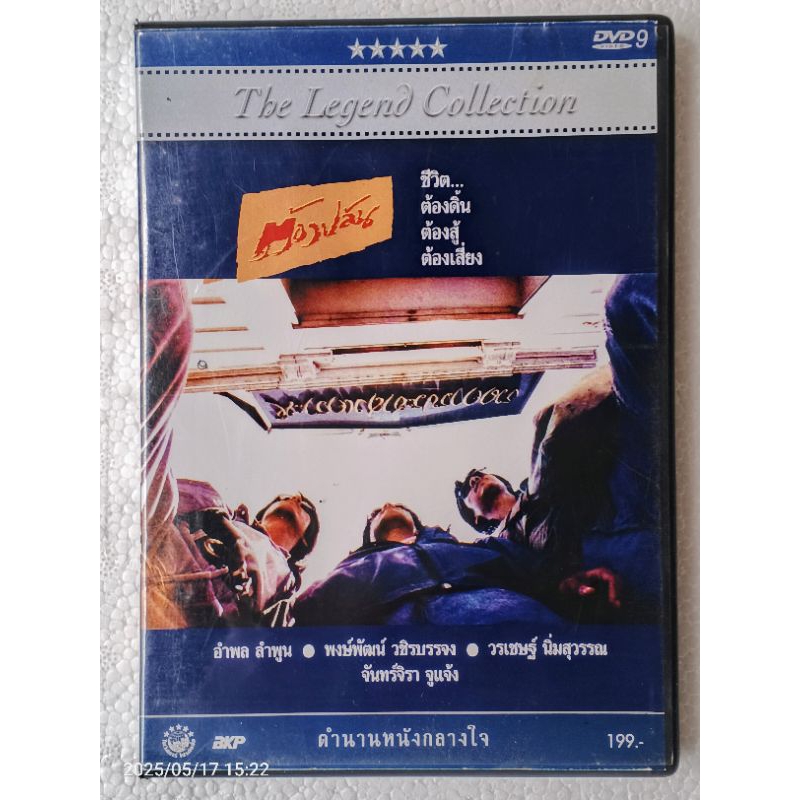 DVD 9
VIDEO
The Legend Collection
ต้องปล้น
ชีวิต...
ต้องดิ้น
ต้องสู้
ต้องเสี่ยง
อำพล ลำพูน ● พงษ์พัฒน์ วชิรบรรจง ● วรเชษฐ์ นิ่มสุวรรณ
จันทร์จิรา จูแจ้ง
BKP ตำนานหนังกลางใจ 199.-
2025/05/17 15:22